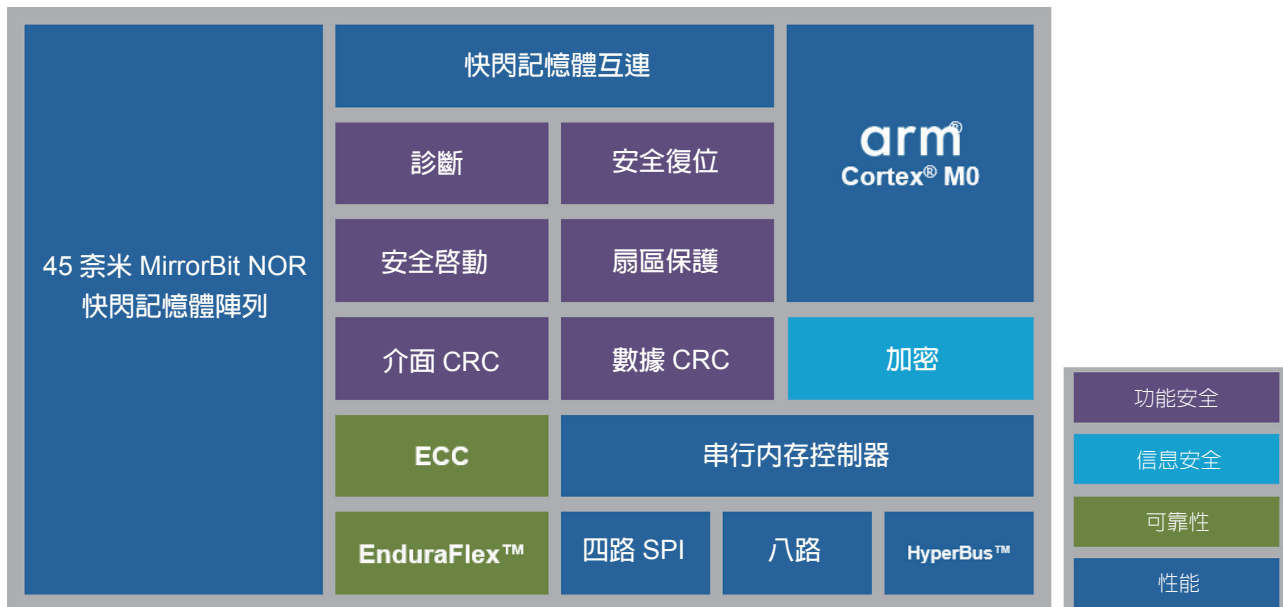 快閃記憶體互連
arm®
Cortex® M0
診斷
安全復位
45 奈米 MirrorBit NOR
快閃記憶體陣列
安全啓動
扇區保護
介面 CRC
數據 CRC
加密
ECC
串行内存控制器
EnduraFlex™
四路 SPI
八路
HyperBus™
功能安全
信息安全
可靠性
性能